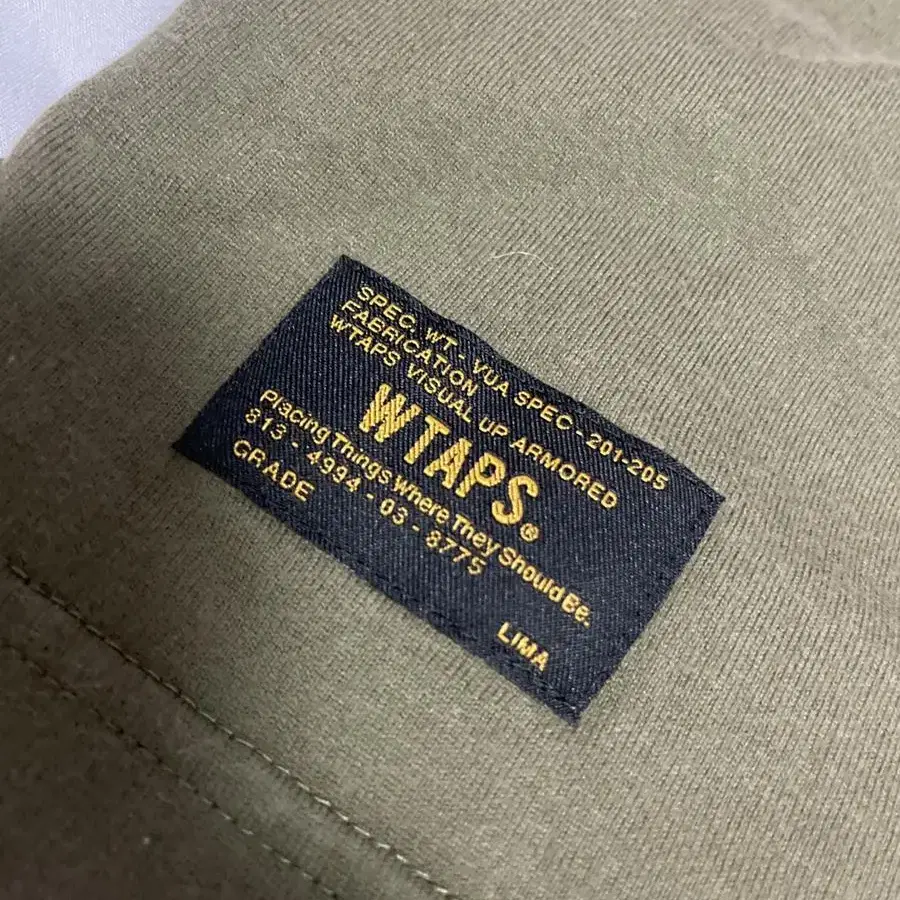 SPEC. WT - VUA SPEC - 201-205
FABRICATION
WTAPS VISUAL UP ARMORED
WTAPS®
Placing Things Where They Should Be.
813 - 4994 - 03 - 8775
GRADE LIMA